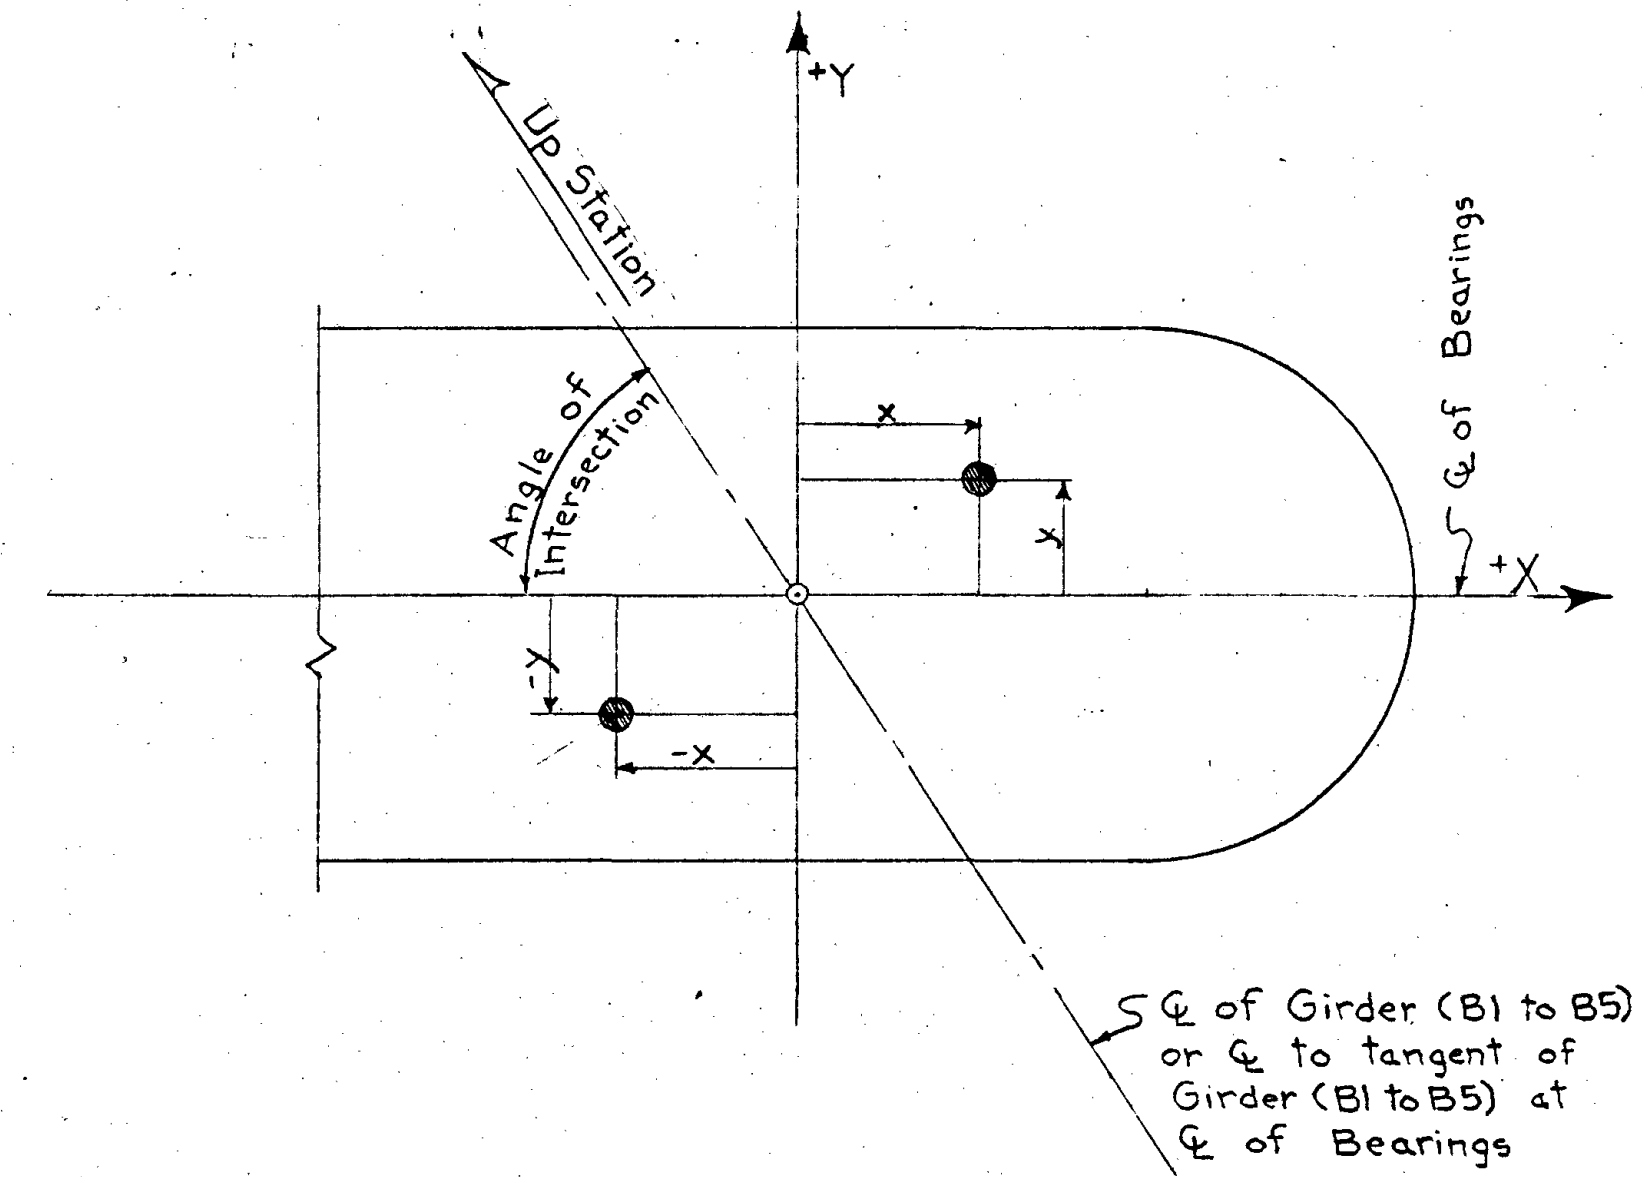 +Y
Up Station
℄ of Bearings
Angle of
Intersection
x
y
+X
-y
-x
℄ of Girder (B1 to B5)
or ℄ to tangent of
Girder (B1 to B5) at
℄ of Bearings